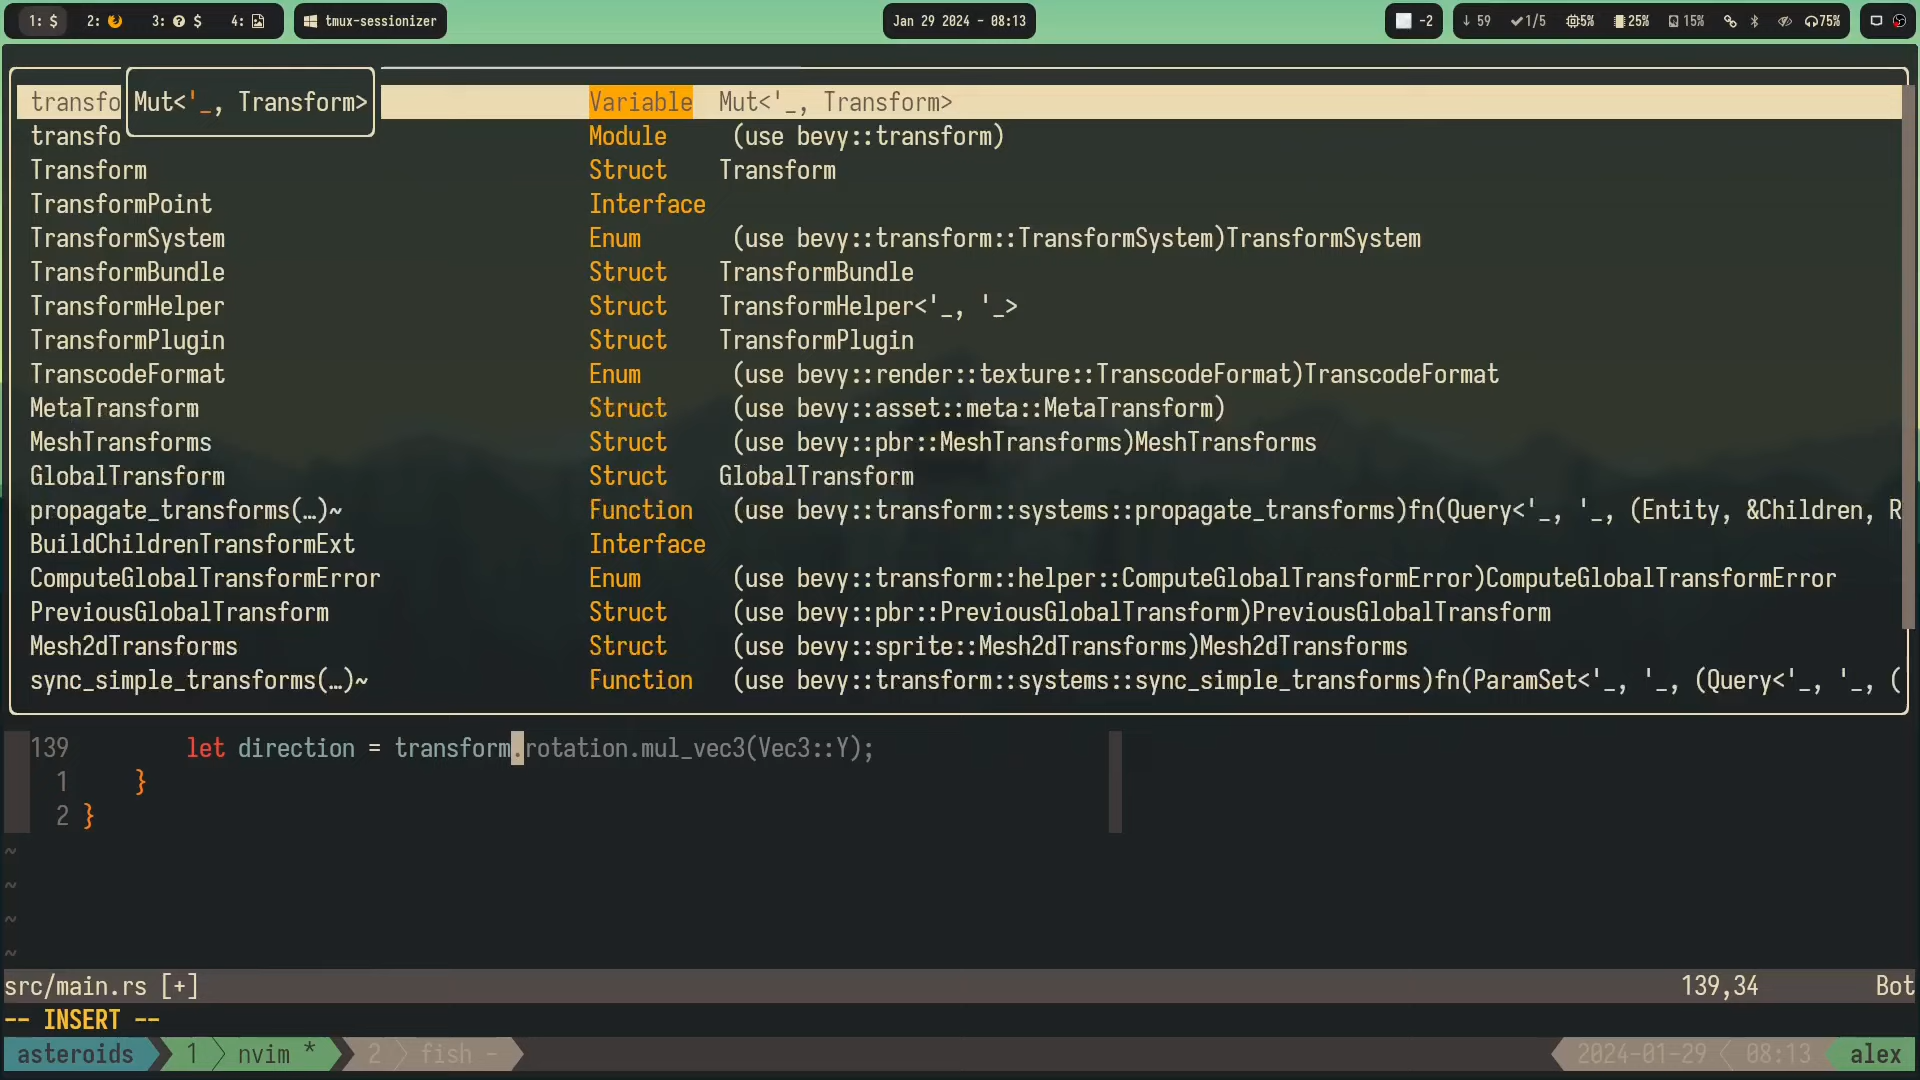 1: $ 2: 3: $ 4: tmux-sessionizer Jan 29 2024 - 08:13 -2 ↓ 59 ✓1/5 5% 25% 15% 75%
transfo Mut<'_, Transform> Variable Mut<'_, Transform>
transfo Module (use bevy::transform)
Transform Struct Transform
TransformPoint Interface
TransformSystem Enum (use bevy::transform::TransformSystem)TransformSystem
TransformBundle Struct TransformBundle
TransformHelper Struct TransformHelper<'_, '_>
TransformPlugin Struct TransformPlugin
TranscodeFormat Enum (use bevy::render::texture::TranscodeFormat)TranscodeFormat
MetaTransform Struct (use bevy::asset::meta::MetaTransform)
MeshTransforms Struct (use bevy::pbr::MeshTransforms)MeshTransforms
GlobalTransform Struct GlobalTransform
propagate_transforms(…)~ Function (use bevy::transform::systems::propagate_transforms)fn(Query<'_, '_, (Entity, &Children, R
BuildChildrenTransformExt Interface
ComputeGlobalTransformError Enum (use bevy::transform::helper::ComputeGlobalTransformError)ComputeGlobalTransformError
PreviousGlobalTransform Struct (use bevy::pbr::PreviousGlobalTransform)PreviousGlobalTransform
Mesh2dTransforms Struct (use bevy::sprite::Mesh2dTransforms)Mesh2dTransforms
sync_simple_transforms(…)~ Function (use bevy::transform::systems::sync_simple_transforms)fn(ParamSet<'_, '_, (Query<'_, '_, (
139 let direction = transform.rotation.mul_vec3(Vec3::Y);
1 }
2 }
~
~
~
~
src/main.rs [+] 139,34 Bot
-- INSERT --
asteroids 1 nvim * 2 fish - 2024-01-29 08:13 alex